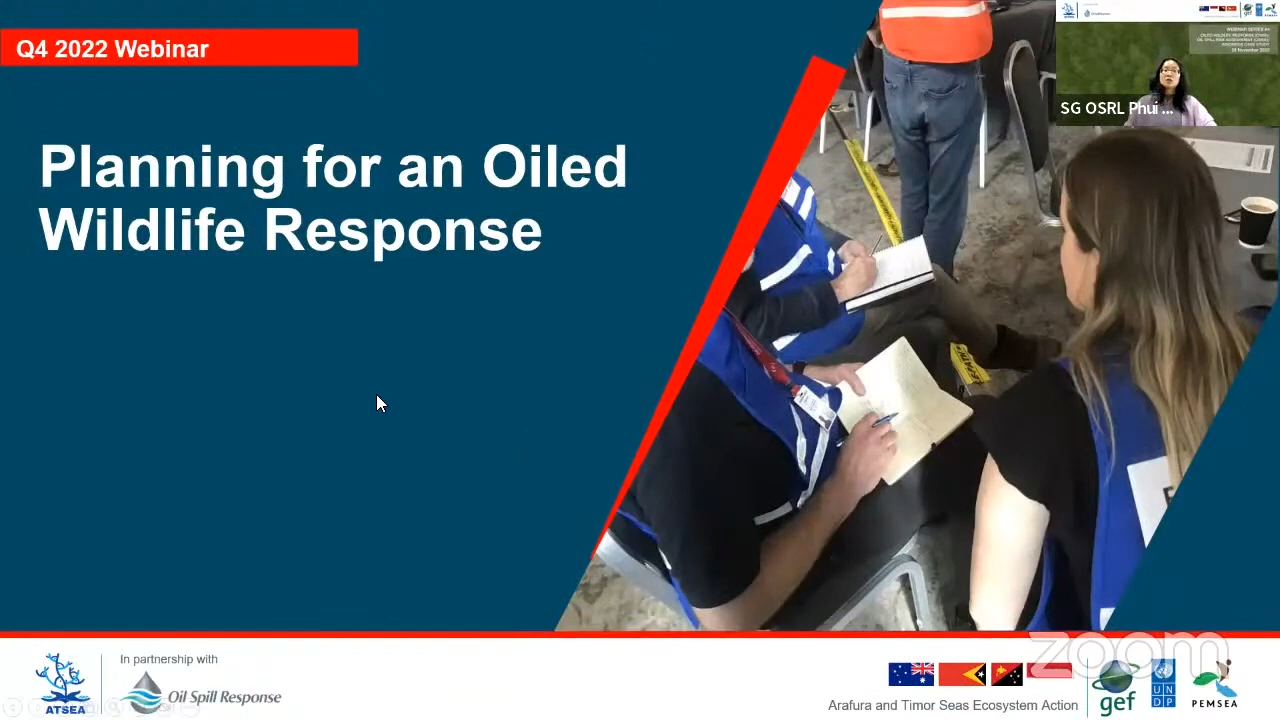 Q4 2022 Webinar
Planning for an Oiled
Wildlife Response
SG OSRL Phui ...
ATSEA
In partnership with
Oil Spill Response
Arafura and Timor Seas Ecosystem Action
zoom
gef
U N
D P
PEMSEA